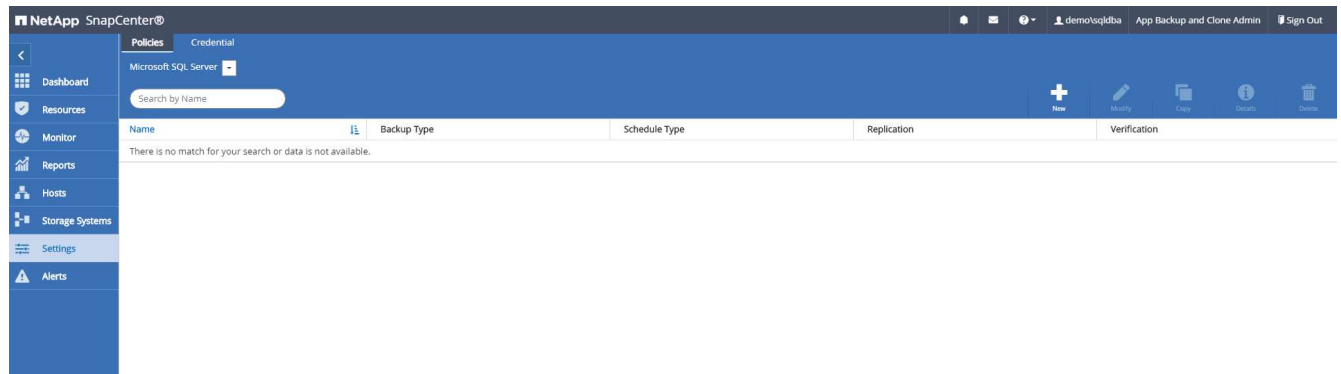 NetApp SnapCenter®
demo\sqldba App Backup and Clone Admin Sign Out
Policies Credential
Microsoft SQL Server
Search by Name
New Modify Copy Details Delete
Dashboard
Resources
Monitor
Reports
Hosts
Storage Systems
Settings
Alerts
Name Backup Type Schedule Type Replication Verification
There is no match for your search or data is not available.